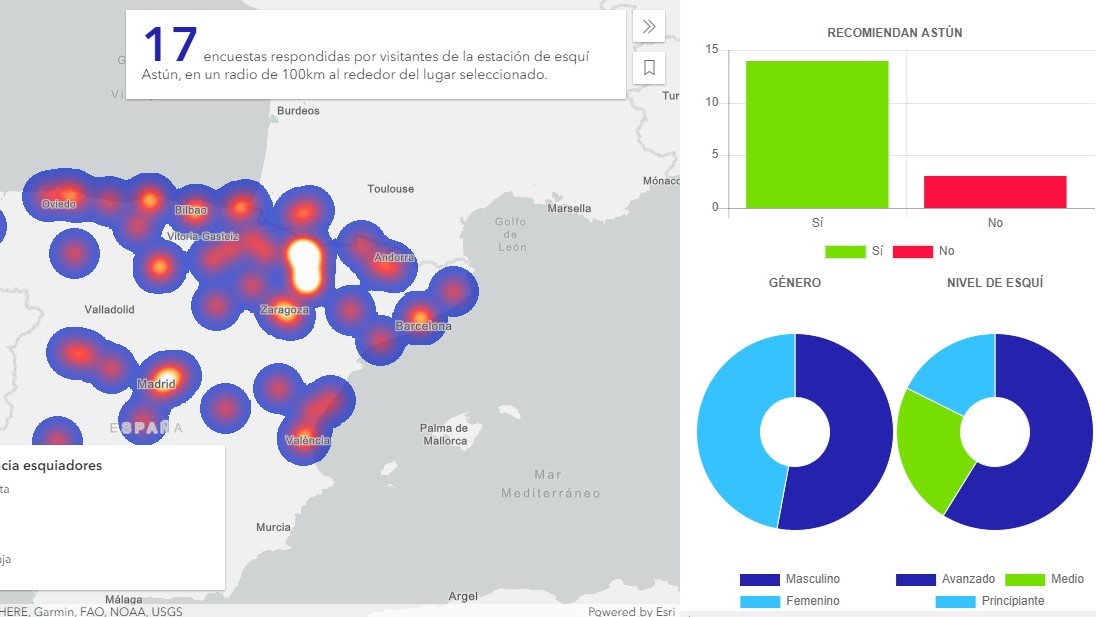 17 encuestas respondidas por visitantes de la estación de esquí
Astún, en un radio de 100km al rededor del lugar seleccionado.
Burdeos
Tur
Toulouse
Mónaco
Marsella
Golfo
de
León
Oviedo
Bilbao
Vitoria-Gasteiz
Andorra
Valladolid
Zaragoza
Barcelona
Madrid
ESPAÑA
València
Palma de
Mallorca
Mar
Mediterráneo
Murcia
Málaga
Argel
cia esquiadores
ta
ja
HERE, Garmin, FAO, NOAA, USGS
Powered by Esri
RECOMIENDAN ASTÚN
15
10
5
0
Sí
No
Sí No
GÉNERO
Masculino
Femenino
NIVEL DE ESQUÍ
Avanzado Medio
Principiante